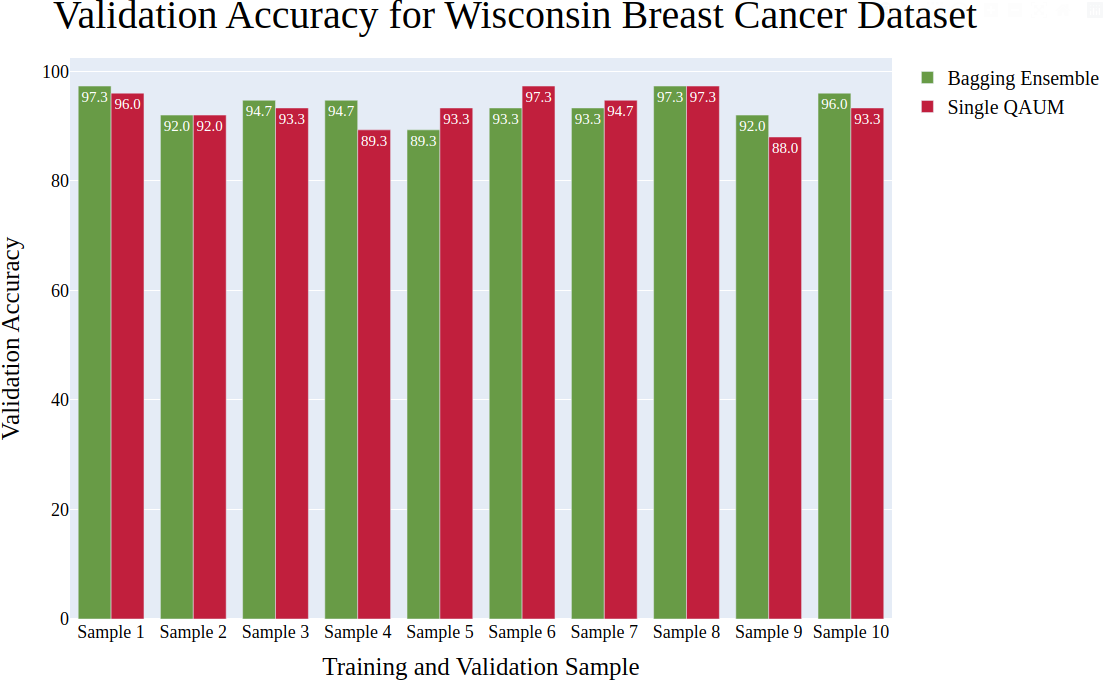 Validation Accuracy for Wisconsin Breast Cancer Dataset
Bagging Ensemble
Single QAUM
Validation Accuracy
100
80
60
40
20
0
97.3 96.0
92.0 92.0
94.7 93.3
94.7 89.3
89.3 93.3
93.3 97.3
93.3 94.7
97.3 97.3
92.0 88.0
96.0 93.3
Sample 1 Sample 2 Sample 3 Sample 4 Sample 5 Sample 6 Sample 7 Sample 8 Sample 9 Sample 10
Training and Validation Sample